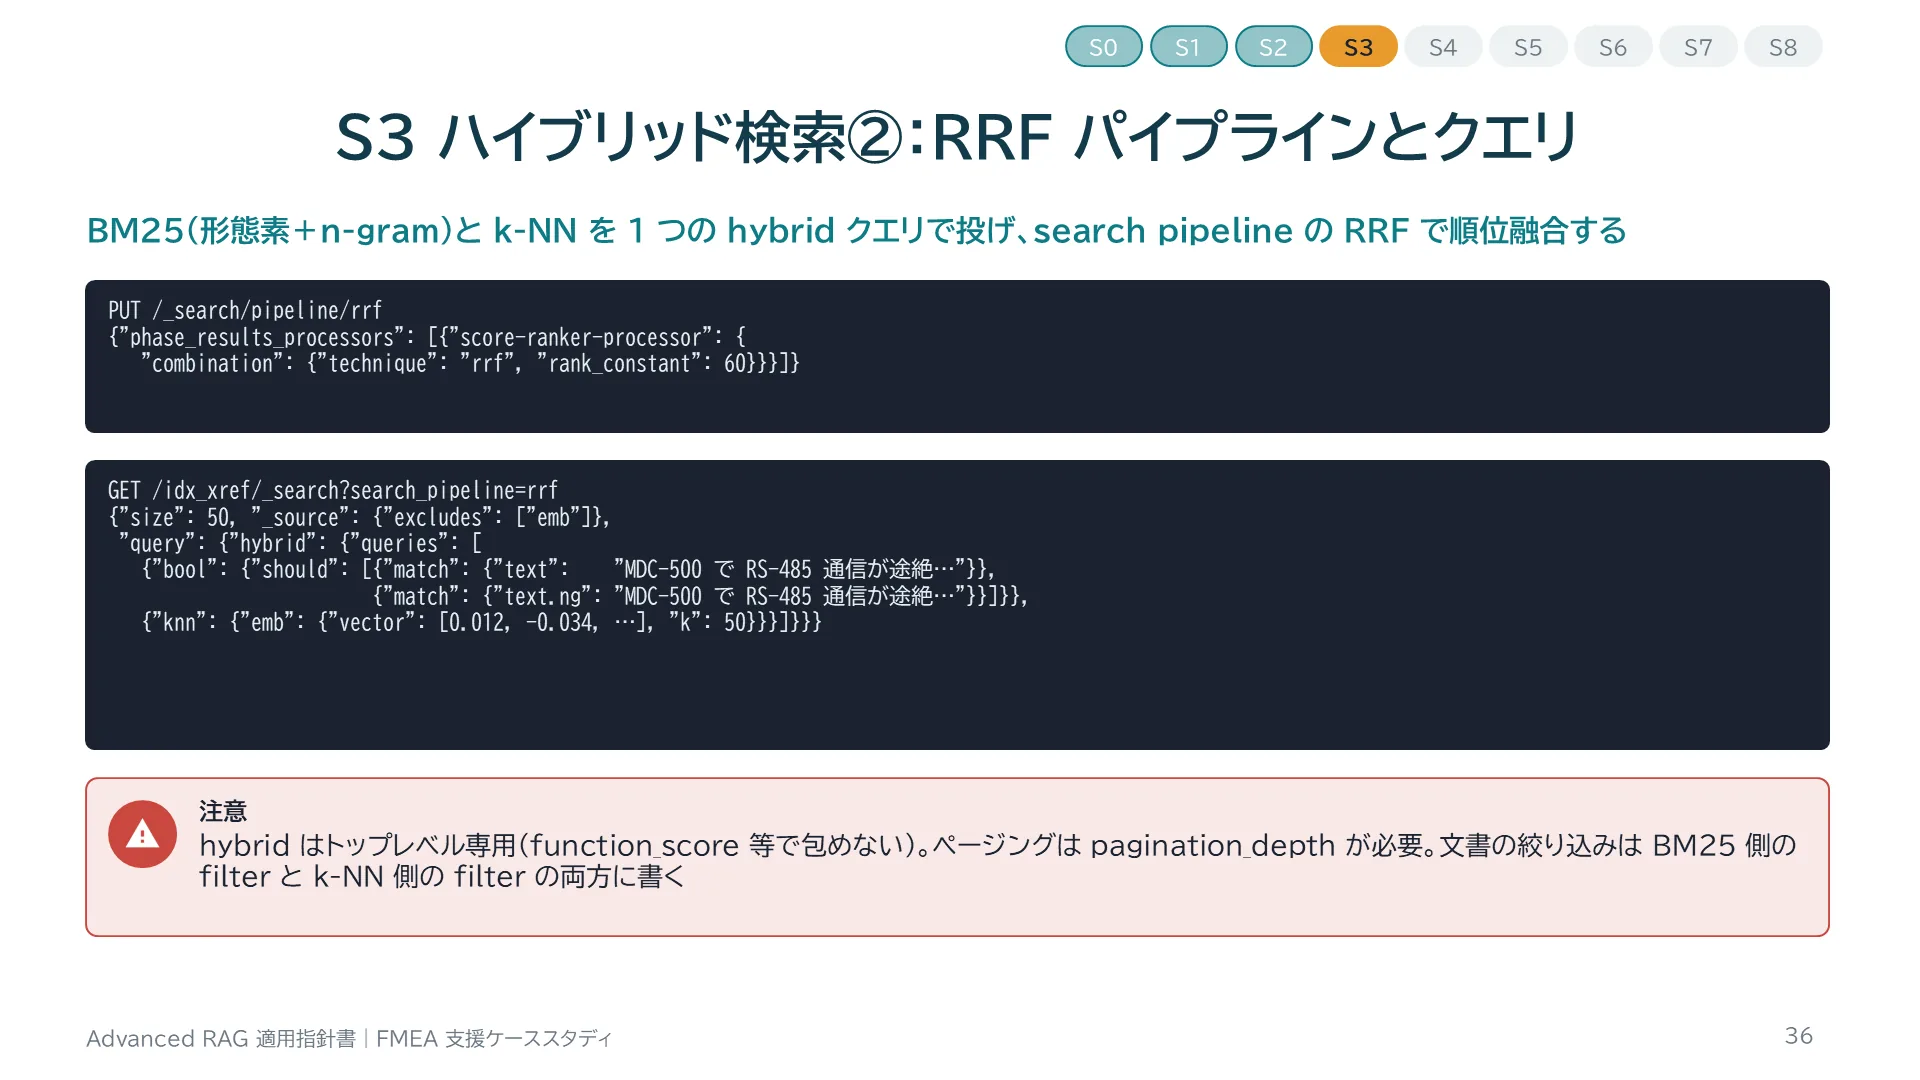 S0 S1 S2 S3 S4 S5 S6 S7 S8
S3 ハイブリッド検索②：RRF パイプラインとクエリ
BM25（形態素＋n-gram）と k-NN を 1 つの hybrid クエリで投げ、search pipeline の RRF で順位融合する
PUT /_search/pipeline/rrf
{"phase_results_processors": [{"score-ranker-processor": {
   "combination": {"technique": "rrf", "rank_constant": 60}}}]}
GET /idx_xref/_search?search_pipeline=rrf
{"size": 50, "_source": {"excludes": ["emb"]},
 "query": {"hybrid": {"queries": [
   {"bool": {"should": [{"match": {"text":    "MDC-500 で RS-485 通信が途絶…"}},
                        {"match": {"text.ng": "MDC-500 で RS-485 通信が途絶…"}}]}},
   {"knn": {"emb": {"vector": [0.012, -0.034, …], "k": 50}}}]}}}
注意
hybrid はトップレベル専用（function_score 等で包めない）。ページングは pagination_depth が必要。文書の絞り込みは BM25 側の
filter と k-NN 側の filter の両方に書く
Advanced RAG 適用指針書｜FMEA 支援ケーススタディ
36